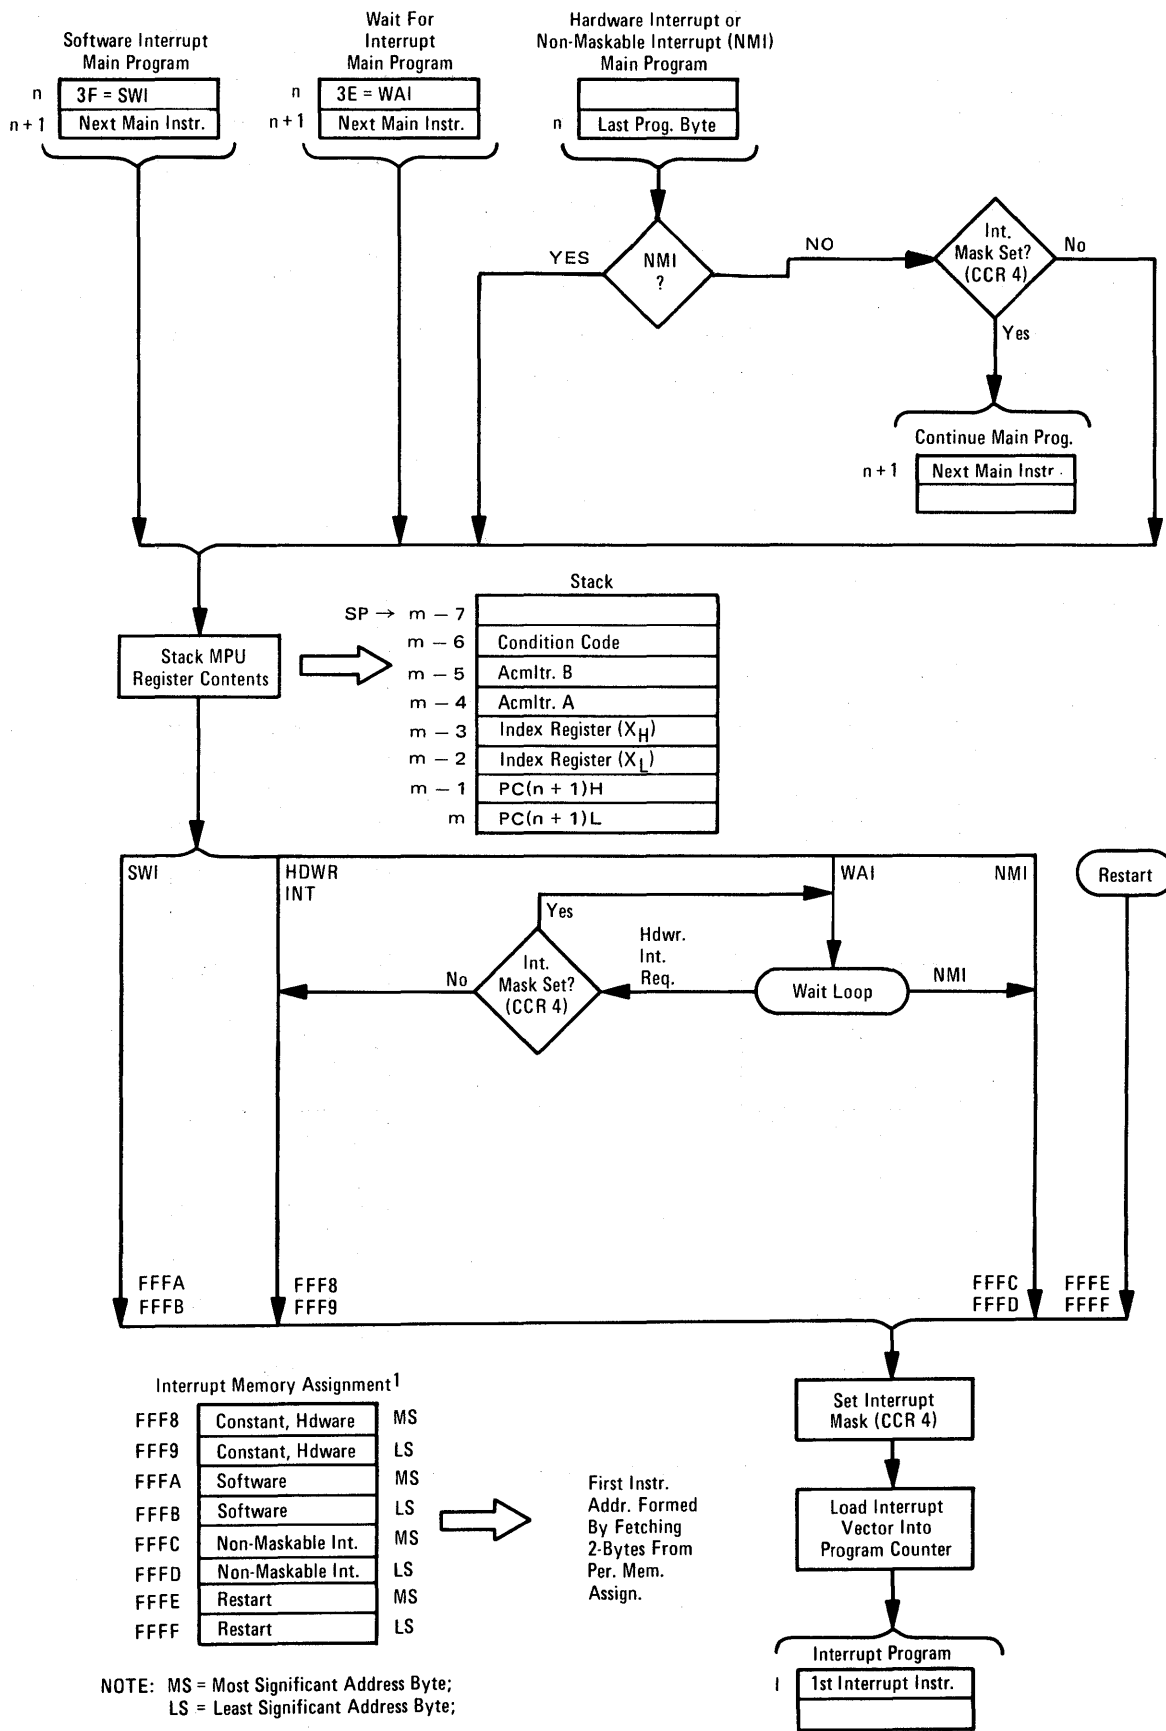 Software Interrupt
Main Program
n 3F = SWI
n + 1 Next Main Instr.
Wait For
Interrupt
Main Program
n 3E = WAI
n + 1 Next Main Instr.
Hardware Interrupt or
Non-Maskable Interrupt (NMI)
Main Program
n Last Prog. Byte
YES
NMI
?
NO
Int.
Mask Set?
(CCR 4)
No
Yes
Continue Main Prog.
n + 1 Next Main Instr.
Stack MPU
Register Contents
Stack
SP → m − 7
m − 6 Condition Code
m − 5 Acmltr. B
m − 4 Acmltr. A
m − 3 Index Register (XH)
m − 2 Index Register (XL)
m − 1 PC(n + 1)H
m PC(n + 1)L
SWI
HDWR
INT
WAI
NMI
Restart
Yes
Int.
Mask Set?
(CCR 4)
No
Hdwr.
Int.
Req.
Wait Loop
NMI
FFFA
FFFB
FFF8
FFF9
FFFC
FFFD
FFFE
FFFF
Interrupt Memory Assignment1
FFF8 Constant, Hdware MS
FFF9 Constant, Hdware LS
FFFA Software MS
FFFB Software LS
FFFC Non-Maskable Int. MS
FFFD Non-Maskable Int. LS
FFFE Restart MS
FFFF Restart LS
First Instr.
Addr. Formed
By Fetching
2-Bytes From
Per. Mem.
Assign.
Set Interrupt
Mask (CCR 4)
Load Interrupt
Vector Into
Program Counter
Interrupt Program
I 1st Interrupt Instr.
NOTE: MS = Most Significant Address Byte;
LS = Least Significant Address Byte;